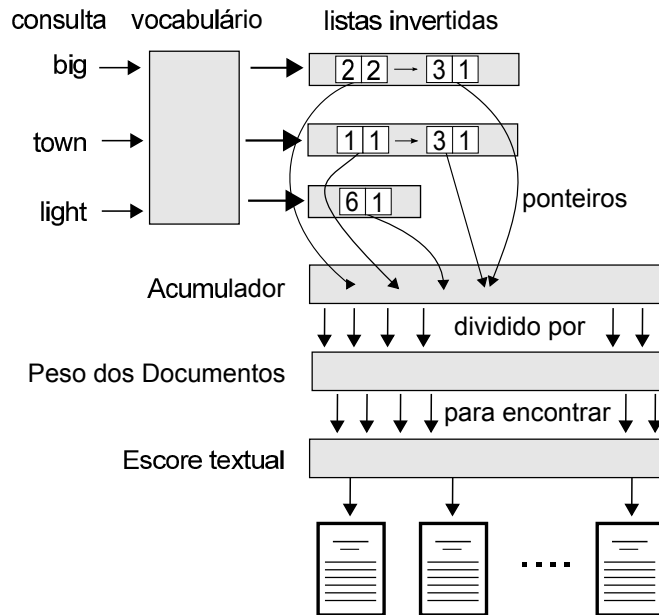 consulta vocabulário listas invertidas
big 2 2 → 3 1
town 1 1 → 3 1
light 6 1
ponteiros
Acumulador
dividido por
Peso dos Documentos
para encontrar
Escore textual